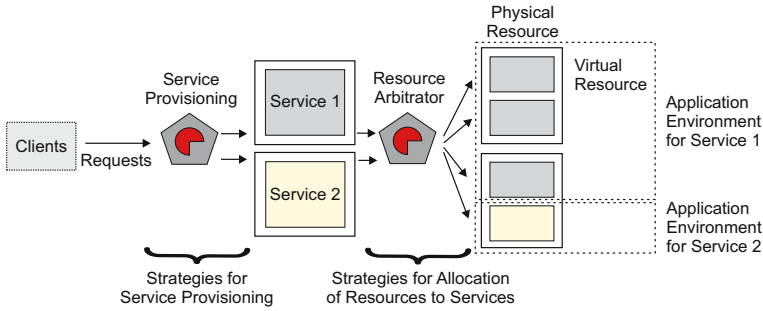 Physical
Resource
Service
Provisioning
Service 1
Resource
Arbitrator
Virtual
Resource
Application
Environment
for Service 1
Clients
Requests
Service 2
Application
Environment
for Service 2
Strategies for
Service Provisioning
Strategies for Allocation
of Resources to Services